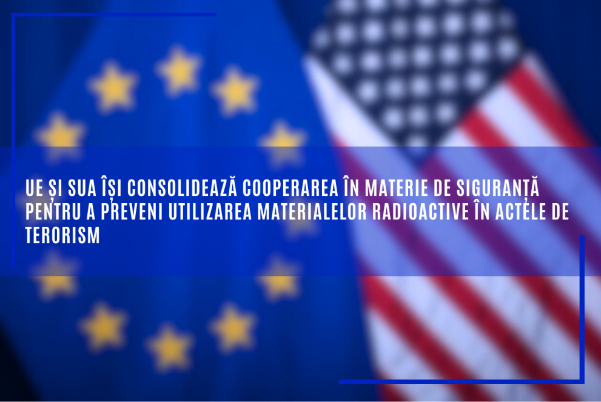 UE ȘI SUA ÎȘI CONSOLIDEAZĂ COOPERAREA ÎN MATERIE DE SIGURANȚĂ
PENTRU A PREVENI UTILIZAREA MATERIALELOR RADIOACTIVE ÎN ACTELE DE
TERORISM